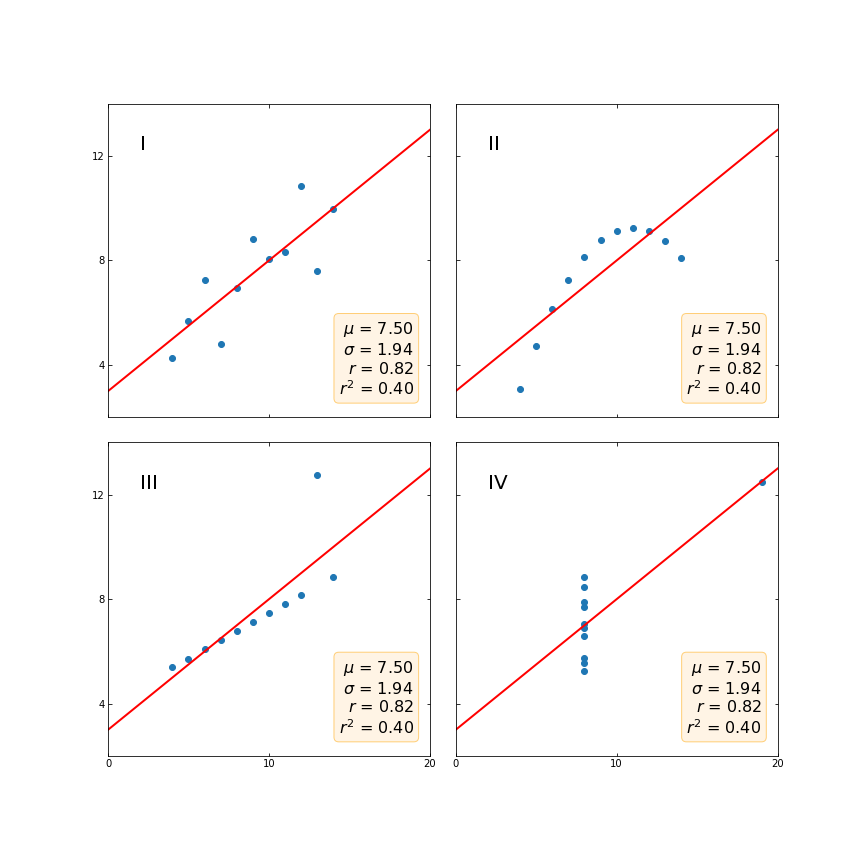 I
12
8
4
μ = 7.50
σ = 1.94
r = 0.82
r² = 0.40
II
μ = 7.50
σ = 1.94
r = 0.82
r² = 0.40
III
12
8
4
μ = 7.50
σ = 1.94
r = 0.82
r² = 0.40
0 10 20
IV
μ = 7.50
σ = 1.94
r = 0.82
r² = 0.40
0 10 20